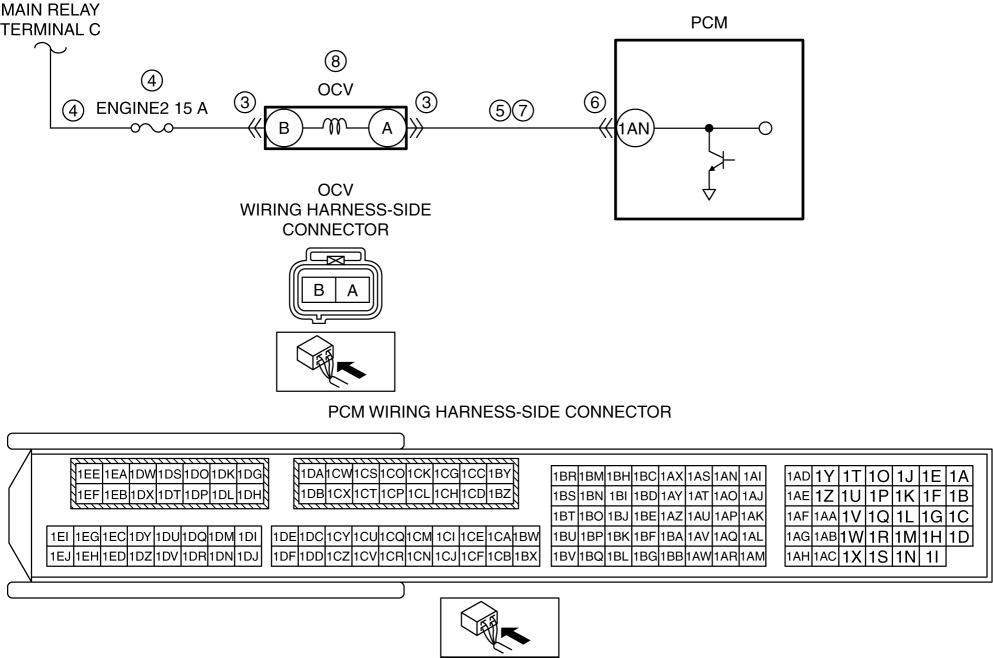 MAIN RELAY
TERMINAL C
PCM
④
⑧
④ ENGINE2 15 A
OCV
③
③
⑤⑦
⑥
B
A
1AN
OCV
WIRING HARNESS-SIDE
CONNECTOR
B A
PCM WIRING HARNESS-SIDE CONNECTOR
1EE 1EA 1DW 1DS 1DO 1DK 1DG
1EF 1EB 1DX 1DT 1DP 1DL 1DH
1EI 1EG 1EC 1DY 1DU 1DQ 1DM 1DI
1EJ 1EH 1ED 1DZ 1DV 1DR 1DN 1DJ
1DA 1CW 1CS 1CO 1CK 1CG 1CC 1BY
1DB 1CX 1CT 1CP 1CL 1CH 1CD 1BZ
1DE 1DC 1CY 1CU 1CQ 1CM 1CI 1CE 1CA 1BW
1DF 1DD 1CZ 1CV 1CR 1CN 1CJ 1CF 1CB 1BX
1BR 1BM 1BH 1BC 1AX 1AS 1AN 1AI
1BS 1BN 1BI 1BD 1AY 1AT 1AO 1AJ
1BT 1BO 1BJ 1BE 1AZ 1AU 1AP 1AK
1BU 1BP 1BK 1BF 1BA 1AV 1AQ 1AL
1BV 1BQ 1BL 1BG 1BB 1AW 1AR 1AM
1AD 1Y 1T 1O 1J 1E 1A
1AE 1Z 1U 1P 1K 1F 1B
1AF 1AA 1V 1Q 1L 1G 1C
1AG 1AB 1W 1R 1M 1H 1D
1AH 1AC 1X 1S 1N 1I